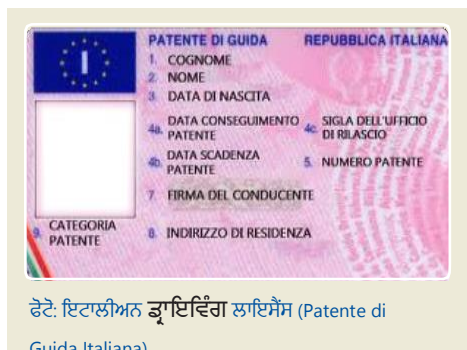 I
PATENTE DI GUIDA REPUBBLICA ITALIANA
1. COGNOME
2. NOME
3. DATA DI NASCITA
4a. DATA CONSEGUIMENTO PATENTE 4c. SIGLA DELL'UFFICIO DI RILASCIO
4b. DATA SCADENZA PATENTE 5. NUMERO PATENTE
7. FIRMA DEL CONDUCENTE
9. CATEGORIA PATENTE 8. INDIRIZZO DI RESIDENZA
ਫੋਟੋ: ਇਟਾਲੀਅਨ ਡ੍ਰਾਇਵਿੰਗ ਲਾਇਸੈਂਸ (Patente di
Guida Italiana)